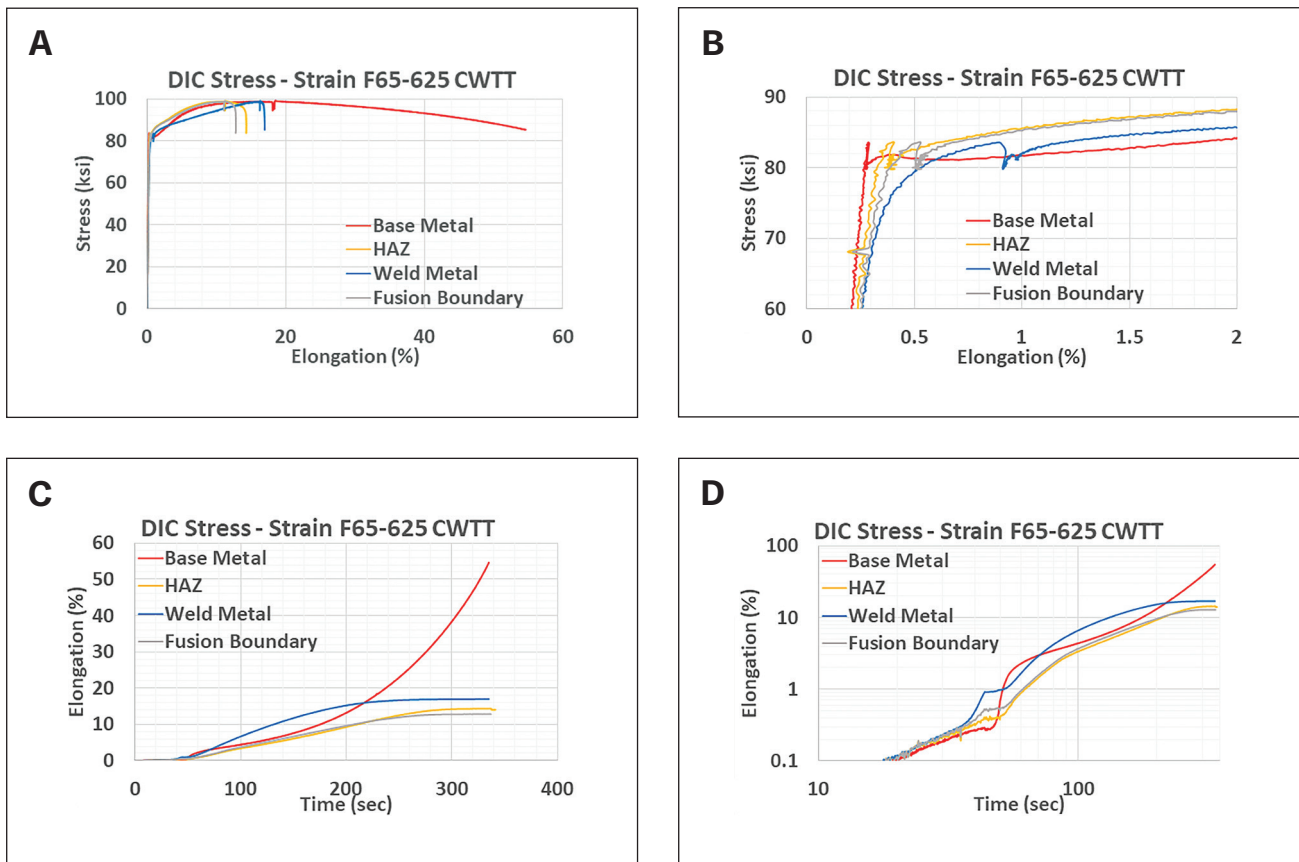 A
DIC Stress - Strain F65-625 CWTT
100
80
60
40
20
0
Stress (ksi)
Base Metal
HAZ
Weld Metal
Fusion Boundary
0 20 40 60
Elongation (%)
B
DIC Stress - Strain F65-625 CWTT
90
80
70
60
Stress (ksi)
Base Metal
HAZ
Weld Metal
Fusion Boundary
0 0.5 1 1.5 2
Elongation (%)
C
DIC Stress - Strain F65-625 CWTT
60
50
40
30
20
10
0
Elongation (%)
Base Metal
HAZ
Weld Metal
Fusion Boundary
0 100 200 300 400
Time (sec)
D
DIC Stress - Strain F65-625 CWTT
100
10
1
0.1
Elongation (%)
Base Metal
HAZ
Weld Metal
Fusion Boundary
10 100
Time (sec)